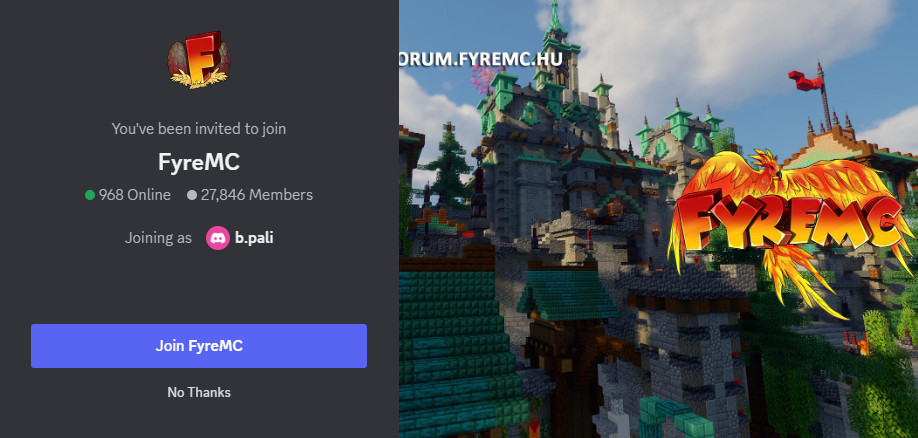 F
You've been invited to join
FyreMC
968 Online 27,846 Members
Joining as b.pali
Join FyreMC
No Thanks
ORUM.FYREMC.HU
FYREMC